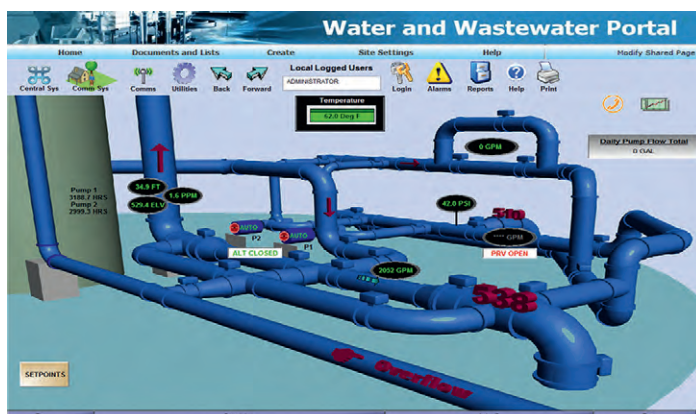 Water and Wastewater Portal
Home Documents and Lists Create Site Settings Help Modify Shared Page
Local Logged Users
ADMINISTRATOR
Central Sys Comm Sys Comms Utilities Back Forward Login Alarms Reports Help Print
Temperature
62.0 Deg F
Daily Pump Flow Total
0 GAL
0 GPM
Pump 1
3188.7 HRS
Pump 2
2999.3 HRS
34.9 FT
1.6 PPM
529.4 ELV
42.0 PSI
310
AUTO
AUTO
P2
P1
**** GPM
ALT CLOSED
PRV OPEN
2092 GPM
538
Overflow
SETPOINTS